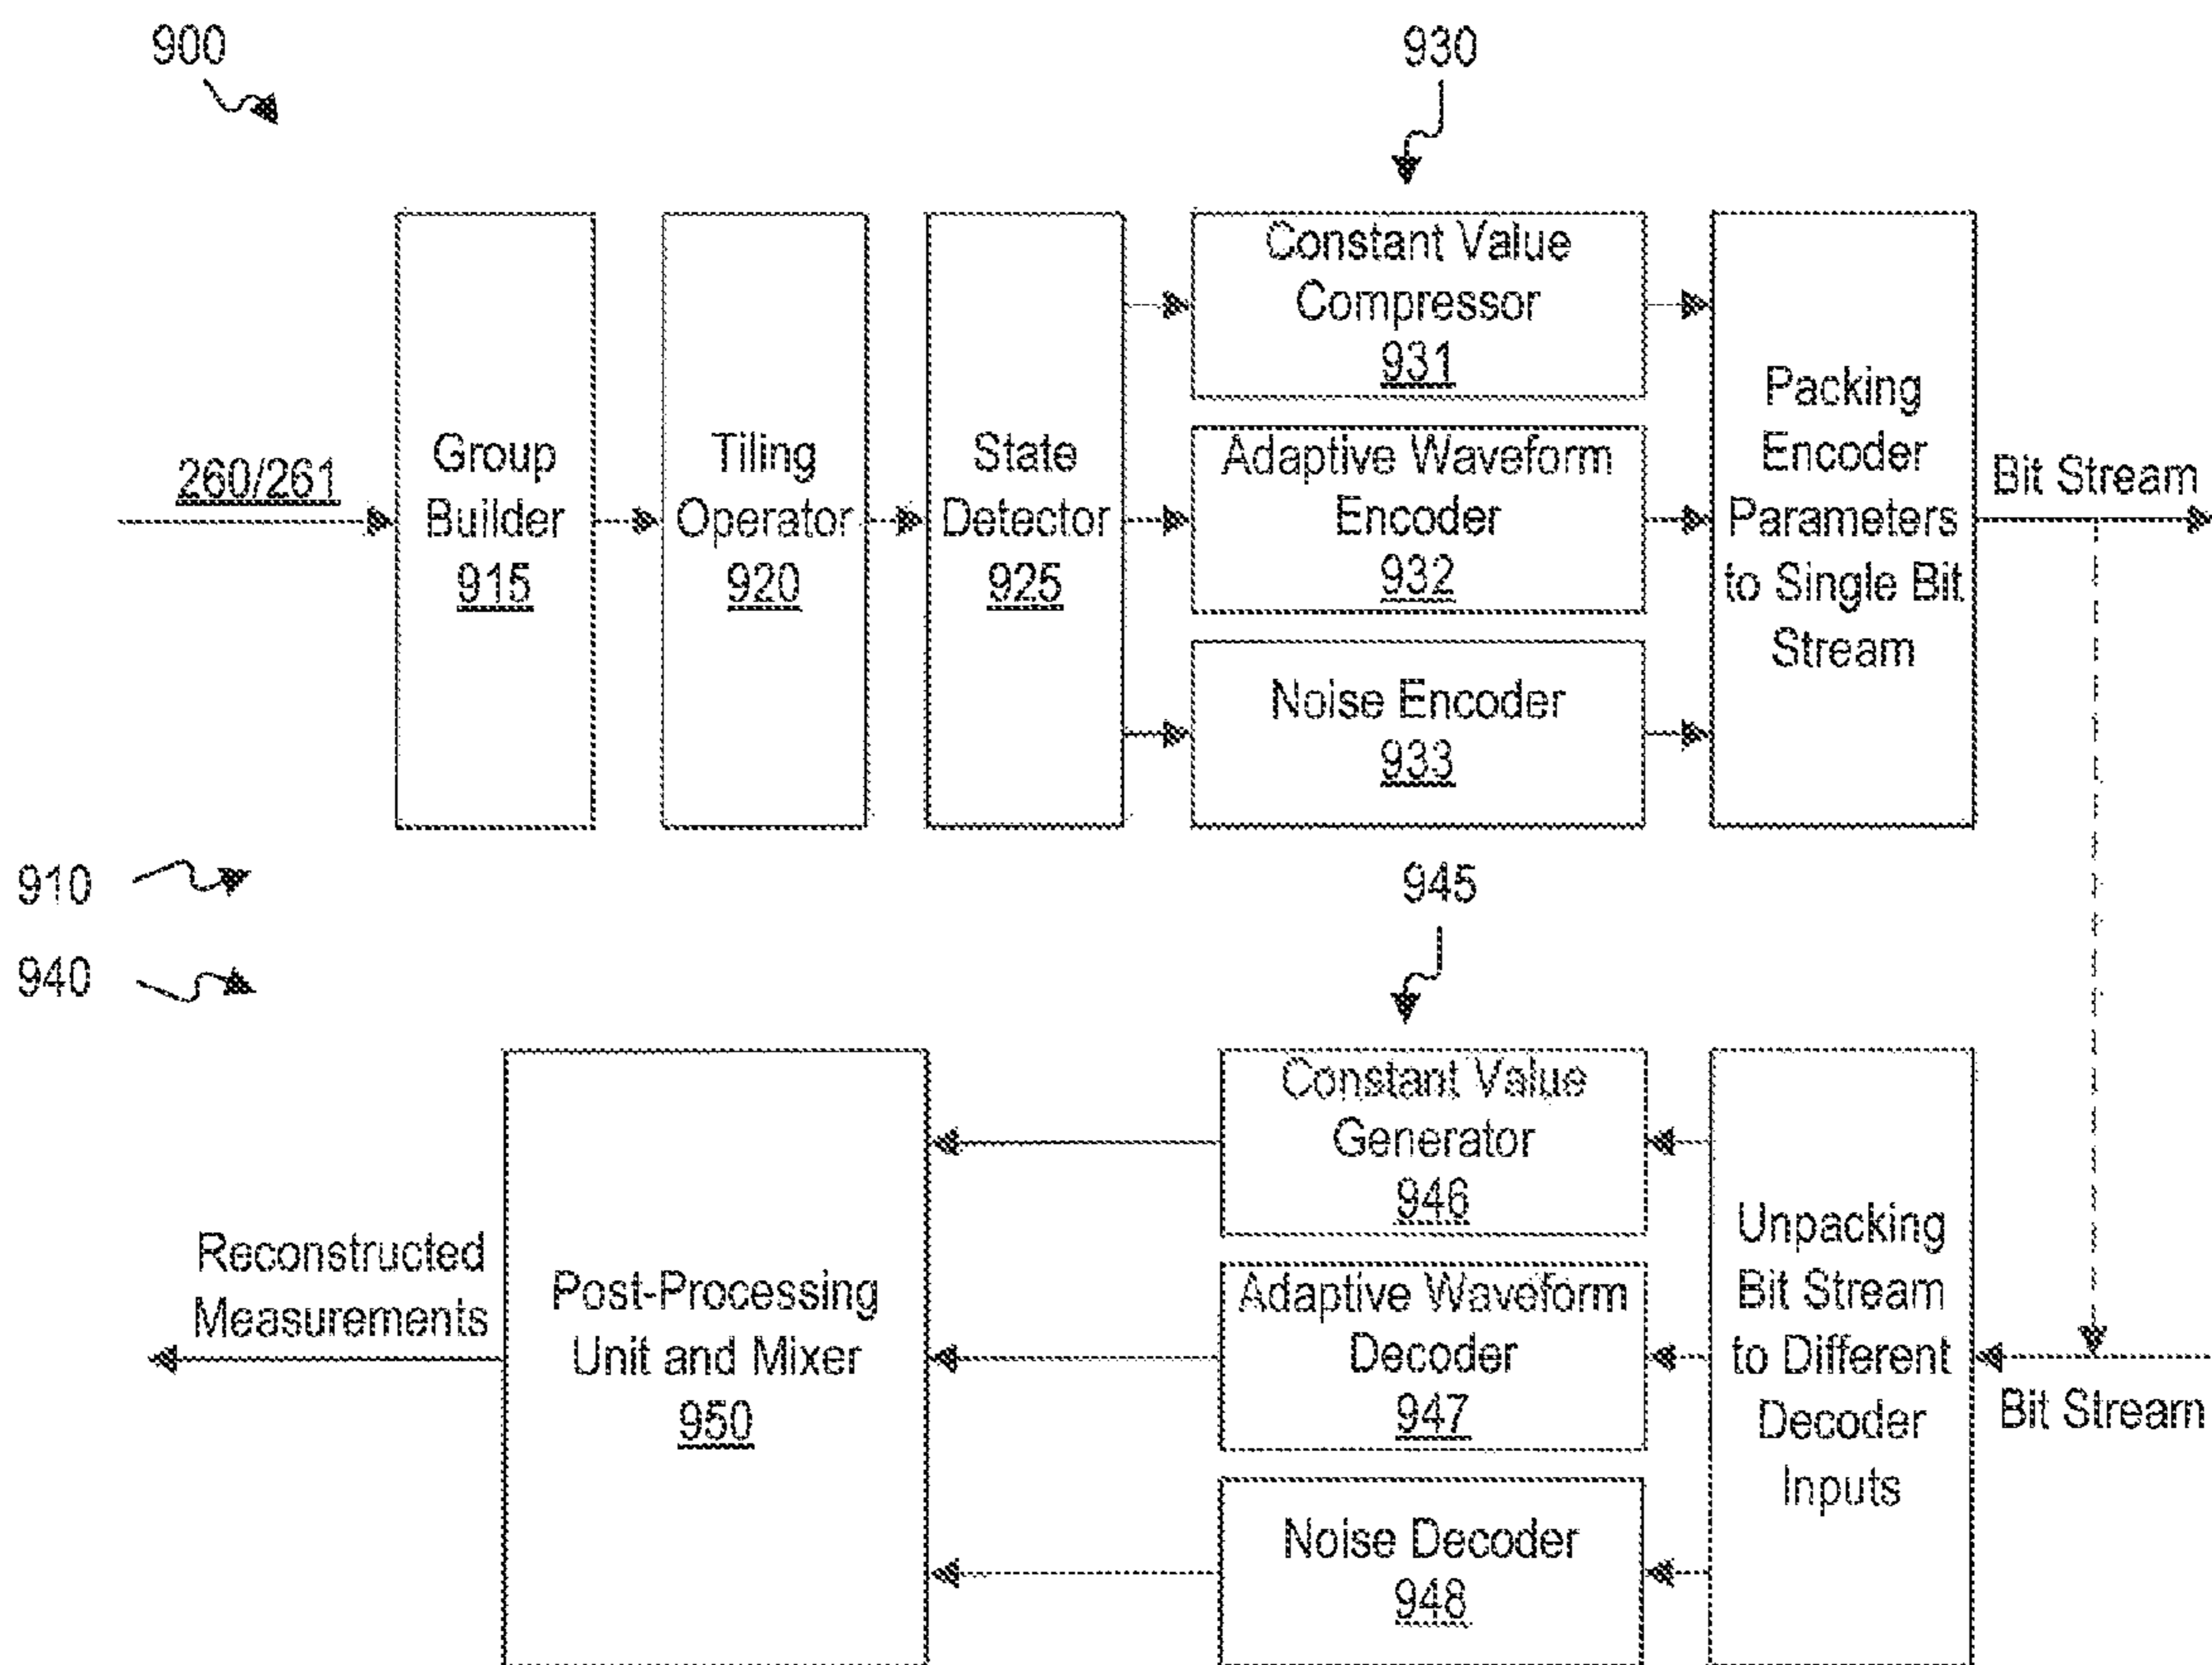 900
930
260/261
Group
Builder
915
Tiling
Operator
920
State
Detector
925
Constant Value
Compressor
931
Adaptive Waveform
Encoder
932
Noise Encoder
933
Packing
Encoder
Parameters
to Single Bit
Stream
Bit Stream
910
940
945
Reconstructed
Measurements
Post-Processing
Unit and Mixer
950
Constant Value
Generator
946
Adaptive Waveform
Decoder
947
Noise Decoder
948
Unpacking
Bit Stream
to Different
Decoder
Inputs
Bit Stream